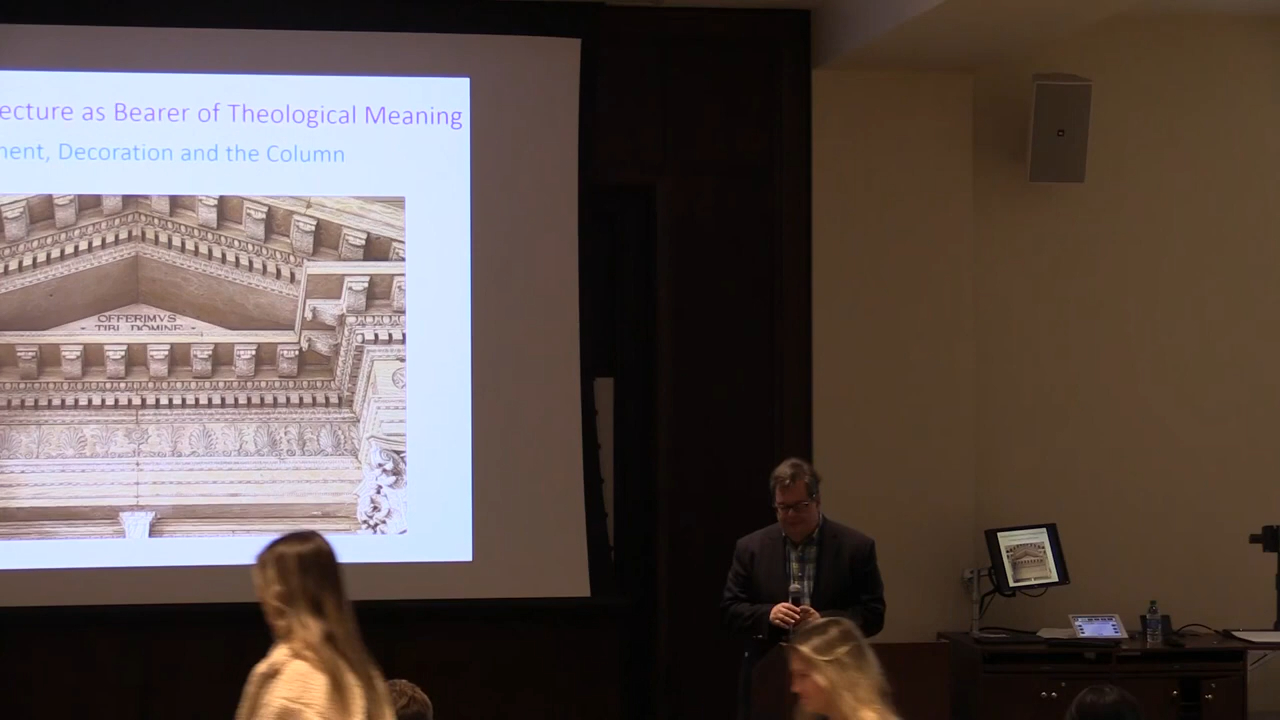 ecture as Bearer of Theological Meaning
ment, Decoration and the Column
OFFERIMVS
TIBI DOMINE